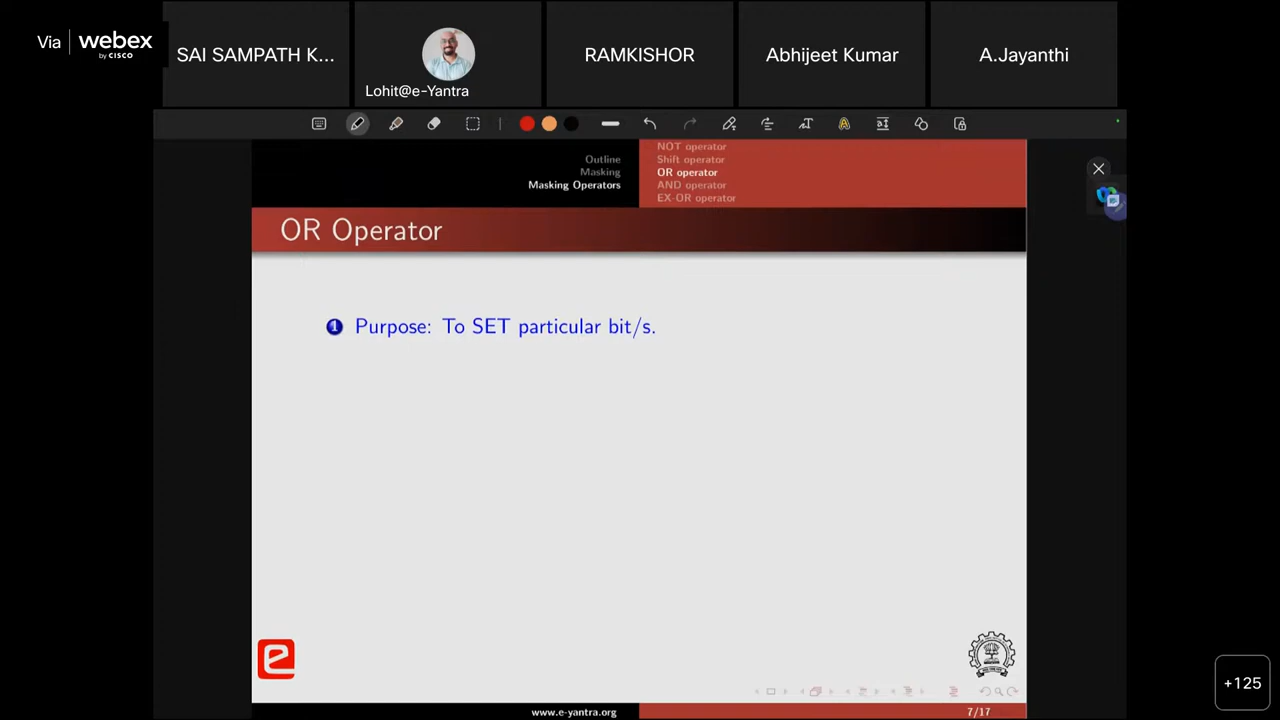 Via webex
by CISCO
SAI SAMPATH K...
Lohit@e-Yantra
RAMKISHOR
Abhijeet Kumar
A.Jayanthi
Outline
Masking
Masking Operators
NOT operator
Shift operator
OR operator
AND operator
EX-OR operator
OR Operator
1 Purpose: To SET particular bit/s.
e
www.e-yantra.org
7/17
+125